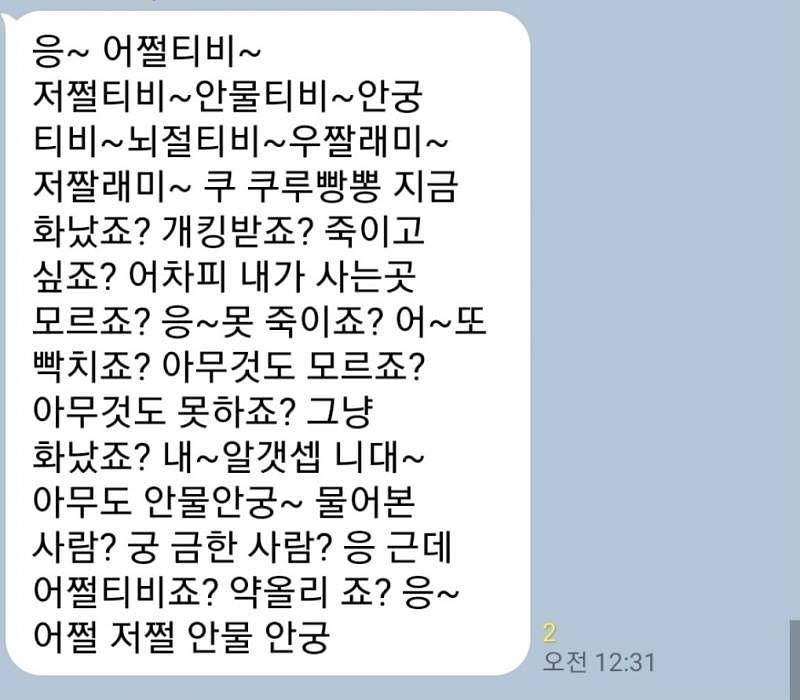 응~ 어쩔티비~
저쩔티비~안물티비~안궁
티비~뇌절티비~우짤래미~
저짤래미~ 쿠 쿠루빵뽕 지금
화났죠? 개킹받죠? 죽이고
싶죠? 어차피 내가 사는곳
모르죠? 응~못 죽이죠? 어~또
빡치죠? 아무것도 모르죠?
아무것도 못하죠? 그냥
화났죠? 내~알갯셉 니대~
아무도 안물안궁~ 물어본
사람? 궁 금한 사람? 응 근데
어쩔티비죠? 약올리 죠? 응~
어쩔 저쩔 안물 안궁
2
오전 12:31